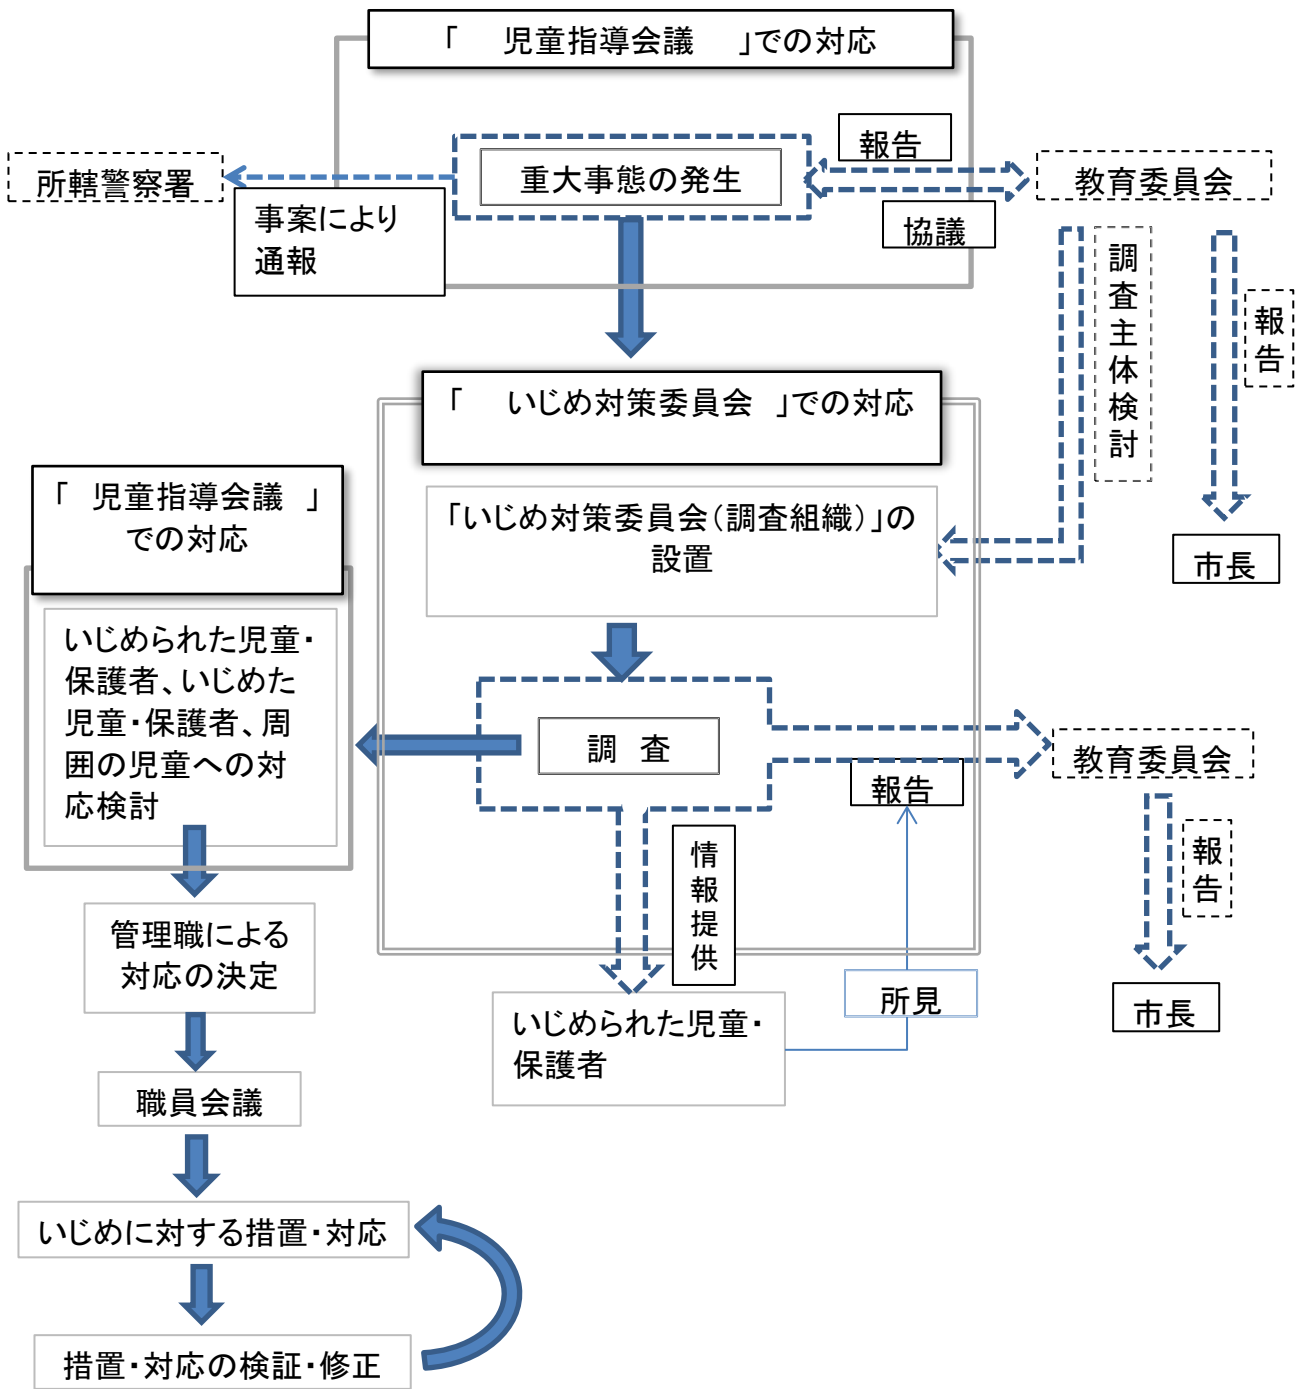 「　児童指導会議　」での対応
報告
重大事態の発生
所轄警察署
教育委員会
事案により
通報
協議
調査主体検討
報告
「　いじめ対策委員会　」での対応
「　児童指導会議　」
での対応
「いじめ対策委員会（調査組織）」の
設置
市長
いじめられた児童・
保護者、いじめた
児童・保護者、周
囲の児童への対
応検討
調　査
教育委員会
報告
情報提供
報告
管理職による
対応の決定
所見
市長
いじめられた児童・
保護者
職員会議
いじめに対する措置・対応
措置・対応の検証・修正